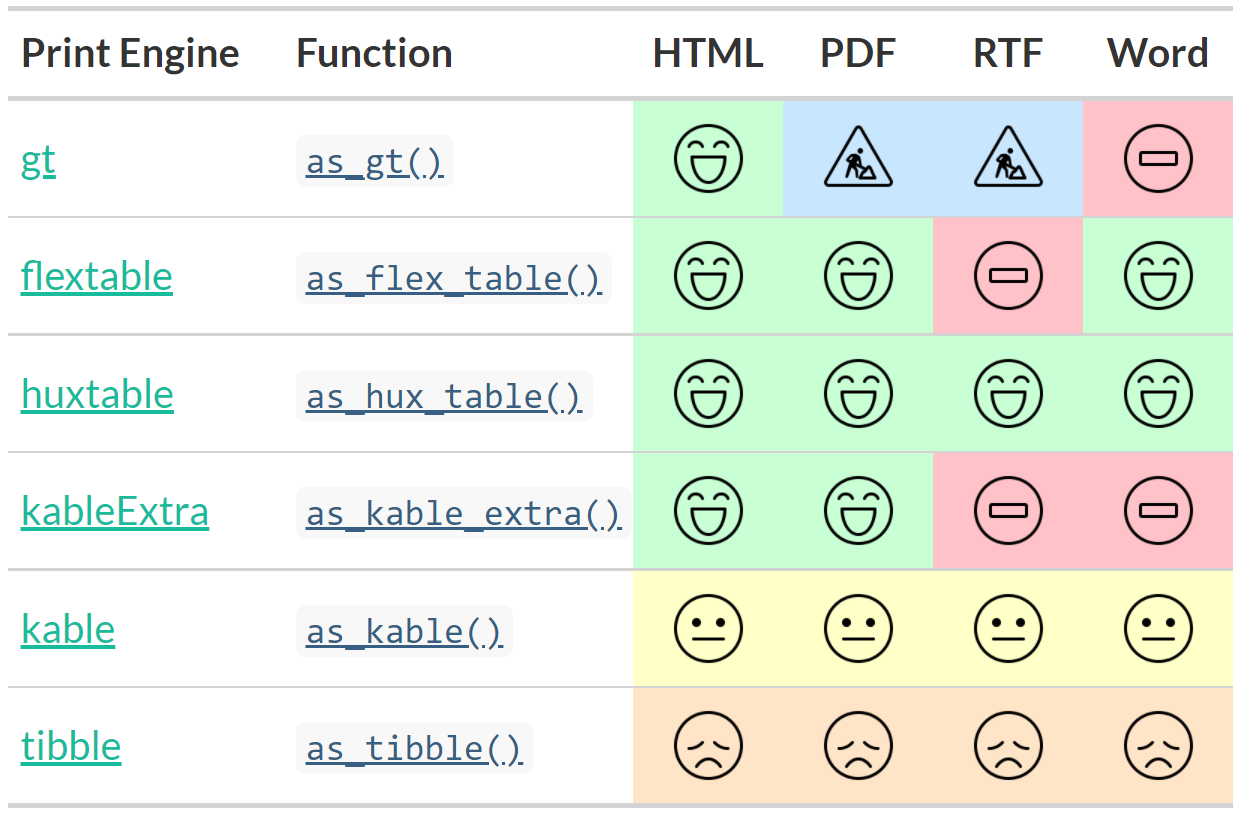 Print Engine Function HTML PDF RTF Word
gt as_gt()
flextable as_flex_table()
huxtable as_hux_table()
kableExtra as_kable_extra()
kable as_kable()
tibble as_tibble()